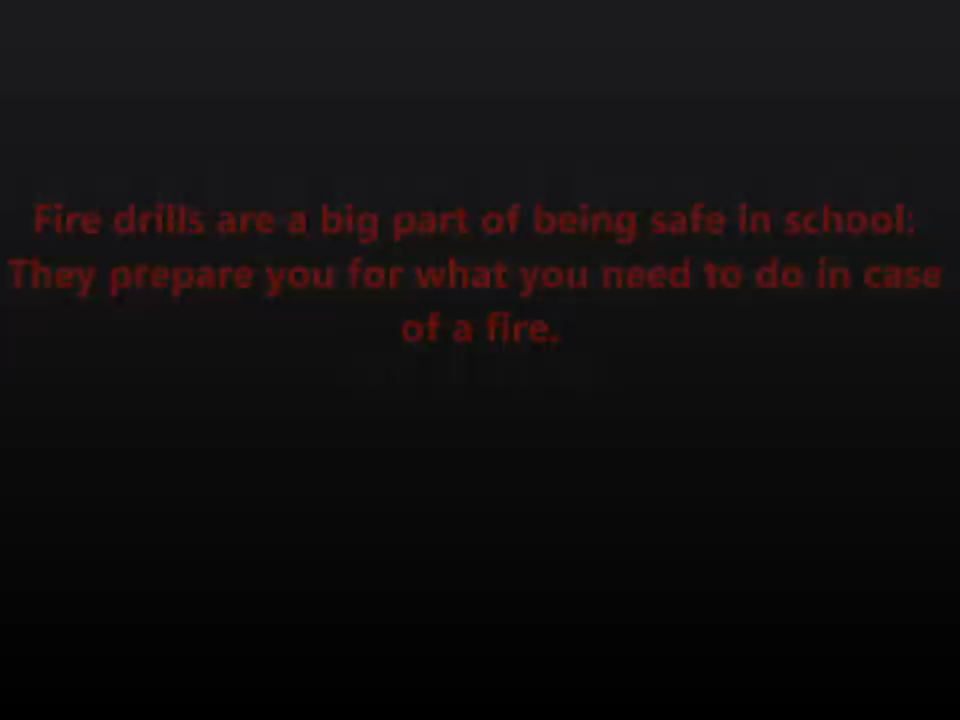 Fire drills are a big part of being safe in school:
They prepare you for what you need to do in case
of a fire.